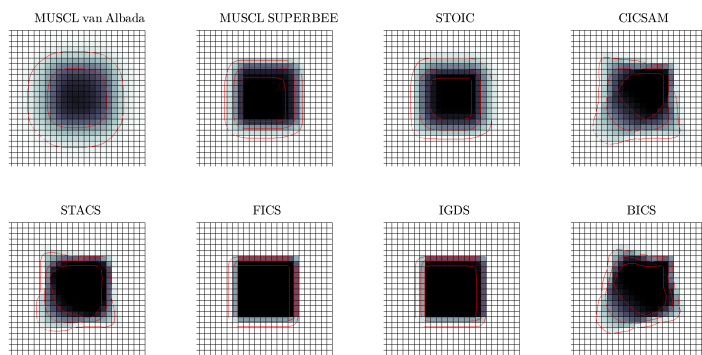 MUSCL van Albada
MUSCL SUPERBEE
STOIC
CICSAM
STACS
FICS
IGDS
BICS